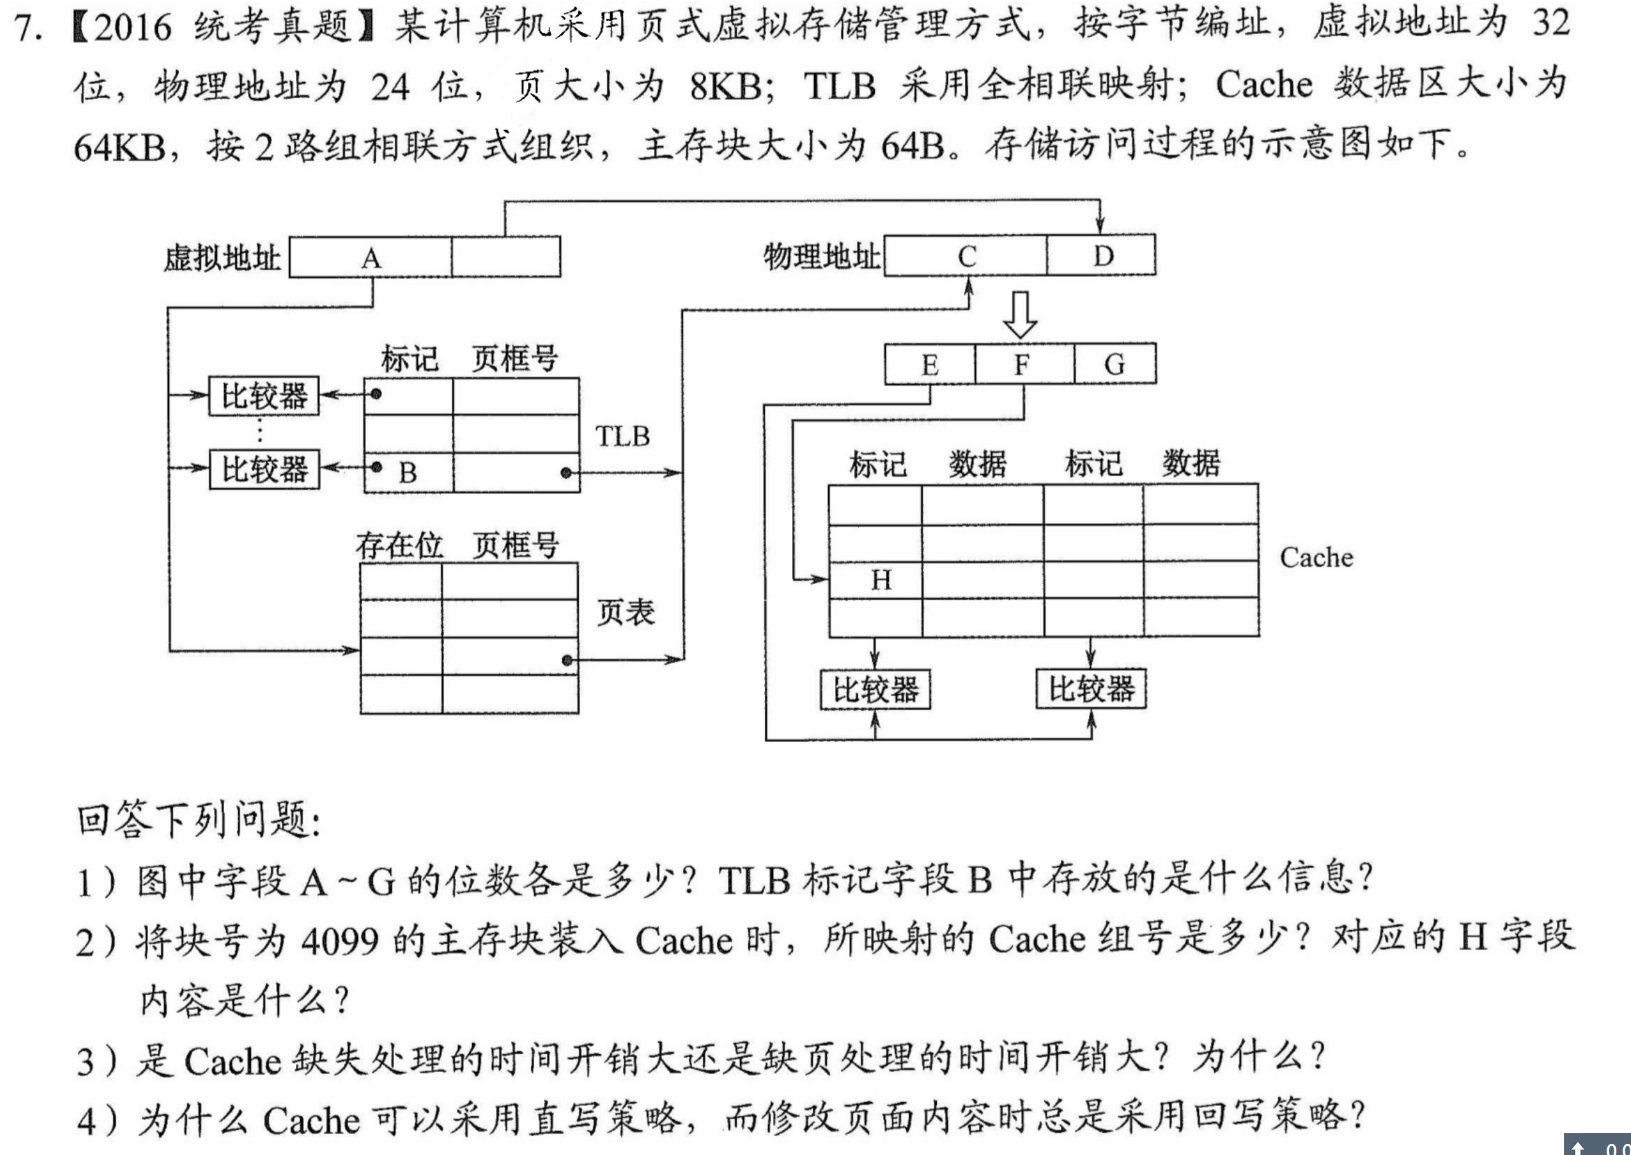 7.【2016 统考真题】某计算机采用页式虚拟存储管理方式，按字节编址，虚拟地址为 32
位，物理地址为 24 位，页大小为 8KB；TLB 采用全相联映射；Cache 数据区大小为
64KB，按 2 路组相联方式组织，主存块大小为 64B。存储访问过程的示意图如下。
虚拟地址 A
物理地址 C D
标记 页框号
E F G
比较器
⋮
比较器 B
TLB
标记 数据 标记 数据
存在位 页框号
页表
H
Cache
比较器 比较器
回答下列问题：
1）图中字段 A ~ G 的位数各是多少？TLB 标记字段 B 中存放的是什么信息？
2）将块号为 4099 的主存块装入 Cache 时，所映射的 Cache 组号是多少？对应的 H 字段
内容是什么？
3）是 Cache 缺失处理的时间开销大还是缺页处理的时间开销大？为什么？
4）为什么 Cache 可以采用直写策略，而修改页面内容时总是采用回写策略？